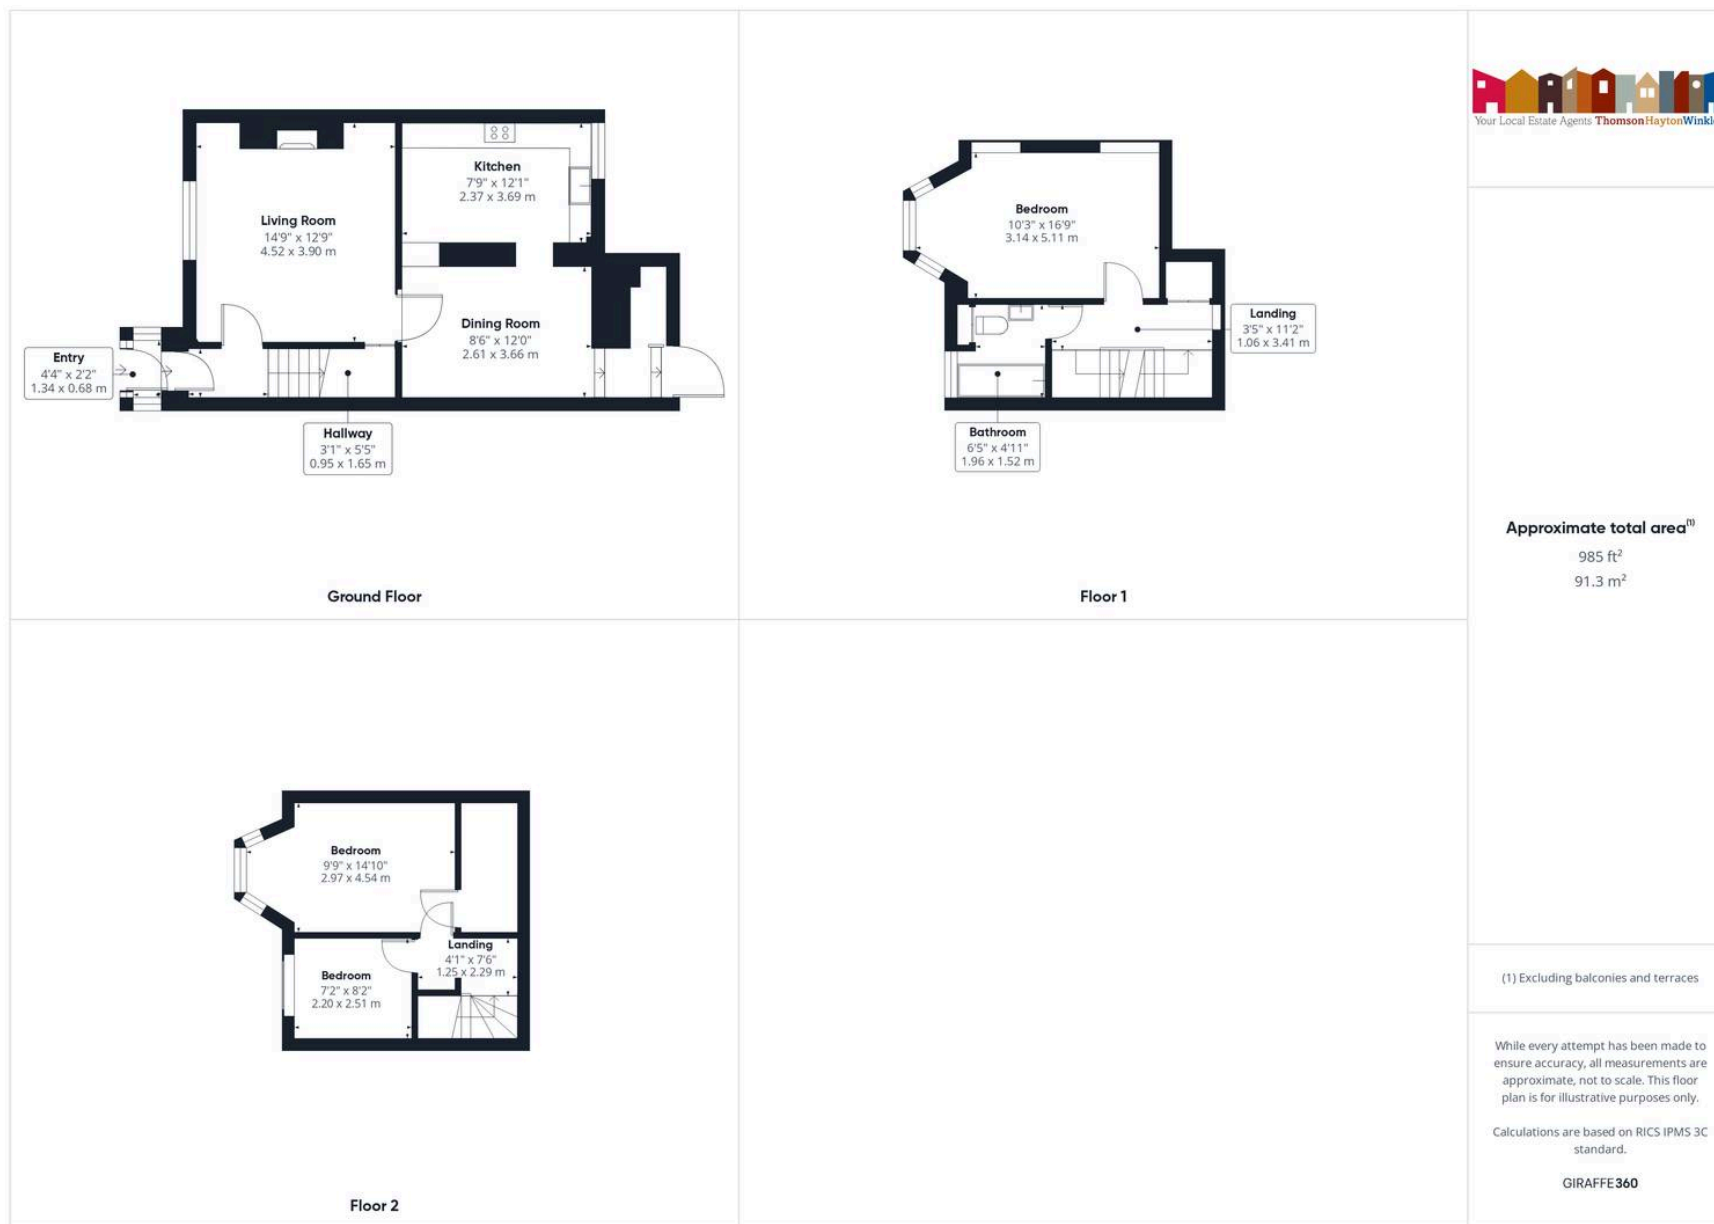 Living Room
14'9" x 12'9"
4.52 x 3.90 m
Kitchen
7'9" x 12'1"
2.37 x 3.69 m
Dining Room
8'6" x 12'0"
2.61 x 3.66 m
Entry
4'4" x 2'2"
1.34 x 0.68 m
Hallway
3'1" x 5'5"
0.95 x 1.65 m
Ground Floor
Bedroom
10'3" x 16'9"
3.14 x 5.11 m
Landing
3'5" x 11'2"
1.06 x 3.41 m
Bathroom
6'5" x 4'11"
1.96 x 1.52 m
Floor 1
Bedroom
9'9" x 14'10"
2.97 x 4.54 m
Landing
4'1" x 7'6"
1.25 x 2.29 m
Bedroom
7'2" x 8'2"
2.20 x 2.51 m
Floor 2
Your Local Estate Agents ThomsonHaytonWinkl
Approximate total area(1)
985 ft²
91.3 m²
(1) Excluding balconies and terraces
While every attempt has been made to
ensure accuracy, all measurements are
approximate, not to scale. This floor
plan is for illustrative purposes only.
Calculations are based on RICS IPMS 3C
standard.
GIRAFFE360